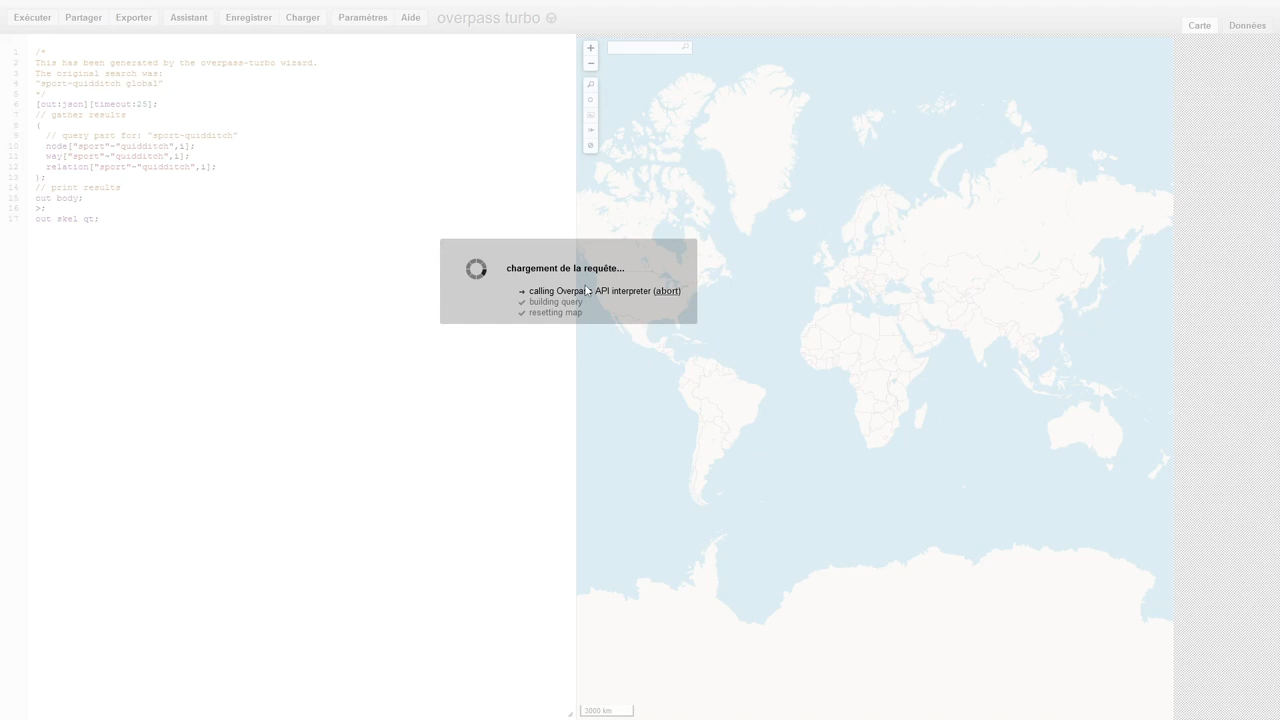 Exécuter Partager Exporter Assistant Enregistrer Charger Paramètres Aide overpass turbo
Carte Données
1 /*
2 This has been generated by the overpass-turbo wizard.
3 The original search was:
4 "sport~quidditch global"
5 */
6 [out:json][timeout:25];
7 // gather results
8 (
9 // query part for: "sport~quidditch"
10 node["sport"~"quidditch",i];
11 way["sport"~"quidditch",i];
12 relation["sport"~"quidditch",i];
13 );
14 // print results
15 out body;
16 >;
17 out skel qt;
chargement de la requête...
calling Overpass API interpreter (abort)
building query
resetting map
3000 km